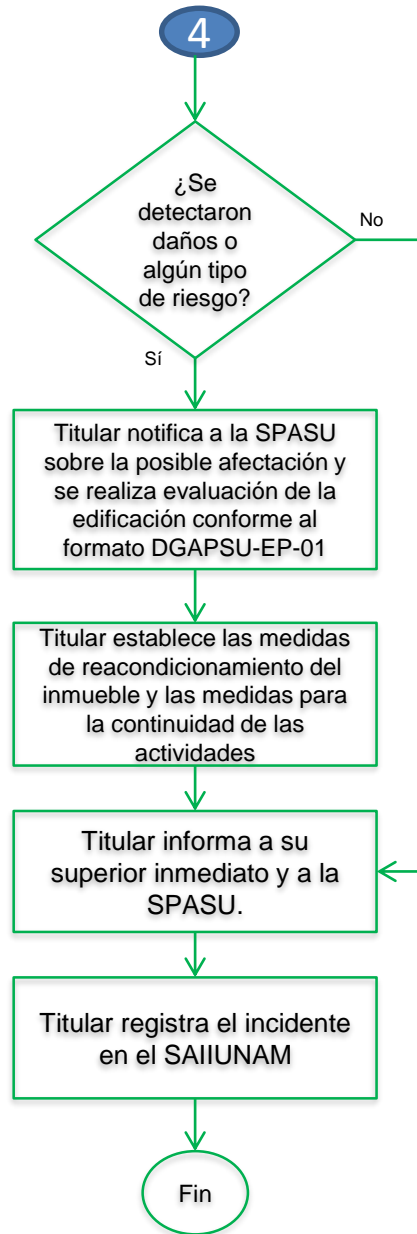 4
¿Se
detectaron
daños o
algún tipo
de riesgo?
No
Sí
Titular notifica a la SPASU
sobre la posible afectación y
se realiza evaluación de la
edificación conforme al
formato DGAPSU-EP-01
Titular establece las medidas
de reacondicionamiento del
inmueble y las medidas para
la continuidad de las
actividades
Titular informa a su
superior inmediato y a la
SPASU.
Titular registra el incidente
en el SAIIUNAM
Fin